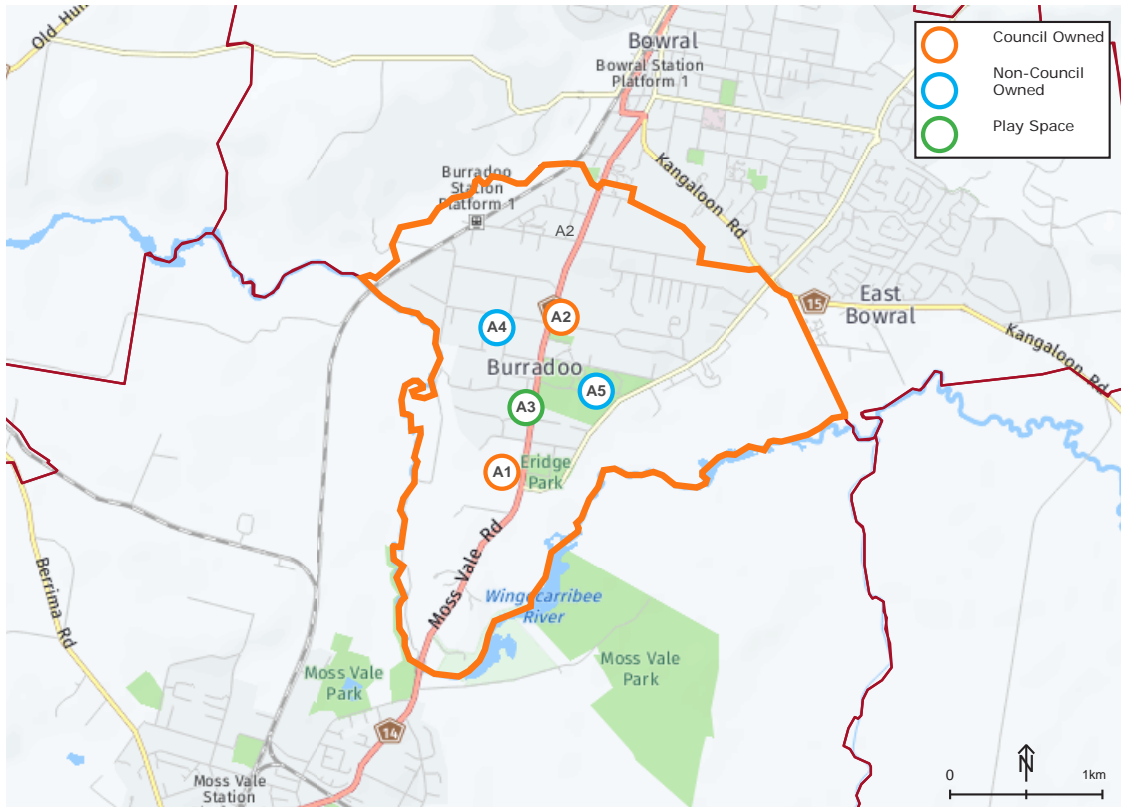 Old Hu
Bowral
Bowral Station
Platform 1
Council Owned
Non-Council
Owned
Play Space
Kangaloon Rd
Burradoo
Station
Platform 1
A2
15
East
Bowral
Kangaloon Rd
A4
A2
Burradoo
A5
A3
A1
Eridge
Park
Moss Vale Rd
Berrima Rd
Wingecarribee
River
Moss Vale
Park
Moss Vale
Park
14
Moss Vale
Station
N
0
1km